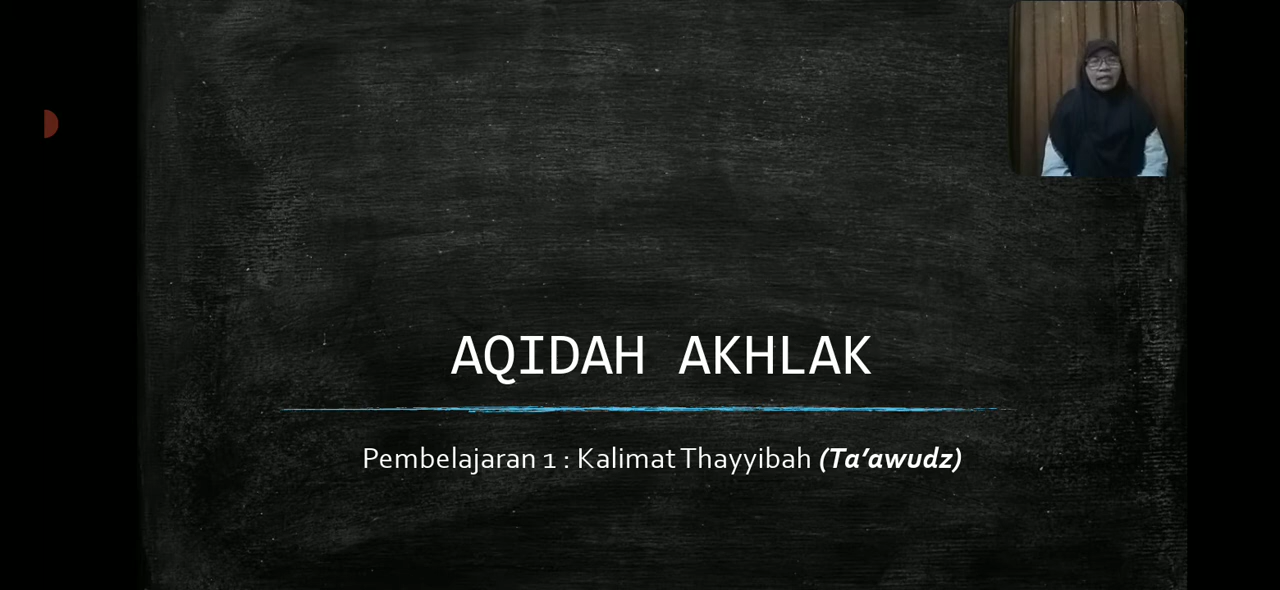 AQIDAH AKHLAK
Pembelajaran 1 : Kalimat Thayyibah (Ta’awudz)